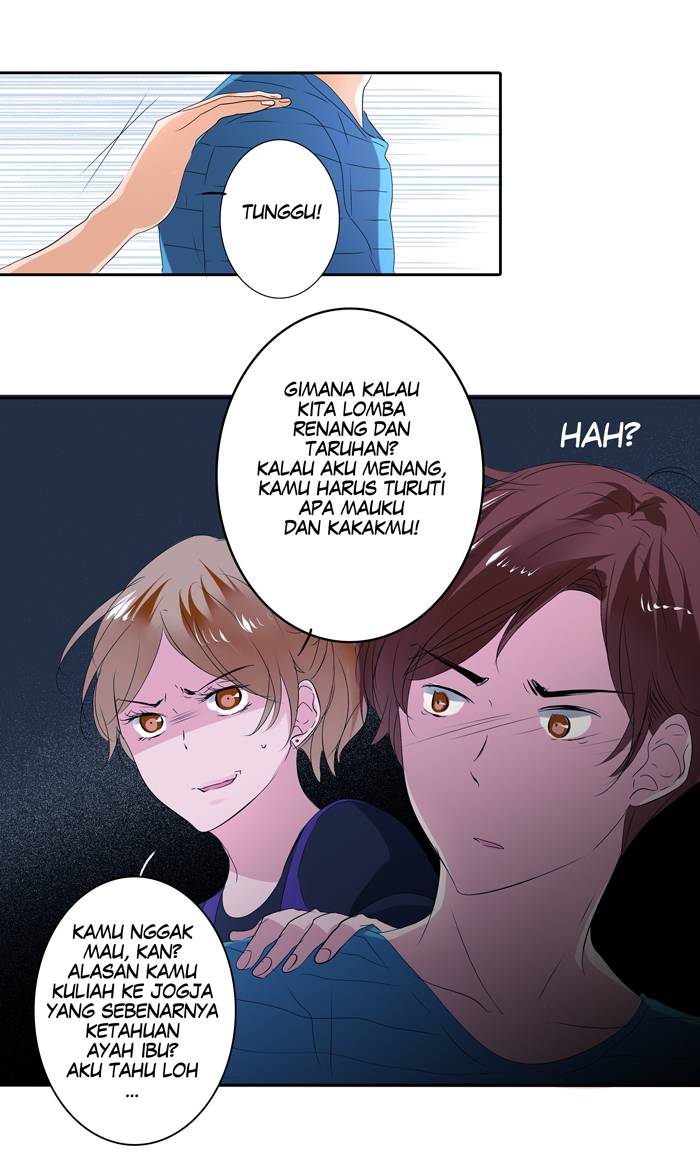 TUNGGU!
GIMANA KALAU
KITA LOMBA
RENANG DAN
TARUHAN?
KALAU AKU MENANG,
KAMU HARUS TURUTI
APA MAUKU
DAN KAKAKMU!
HAH?
KAMU NGGAK
MAU, KAN?
ALASAN KAMU
KULIAH KE JOGJA
YANG SEBENARNYA
KETAHUAN
AYAH IBU?
AKU TAHU LOH
...